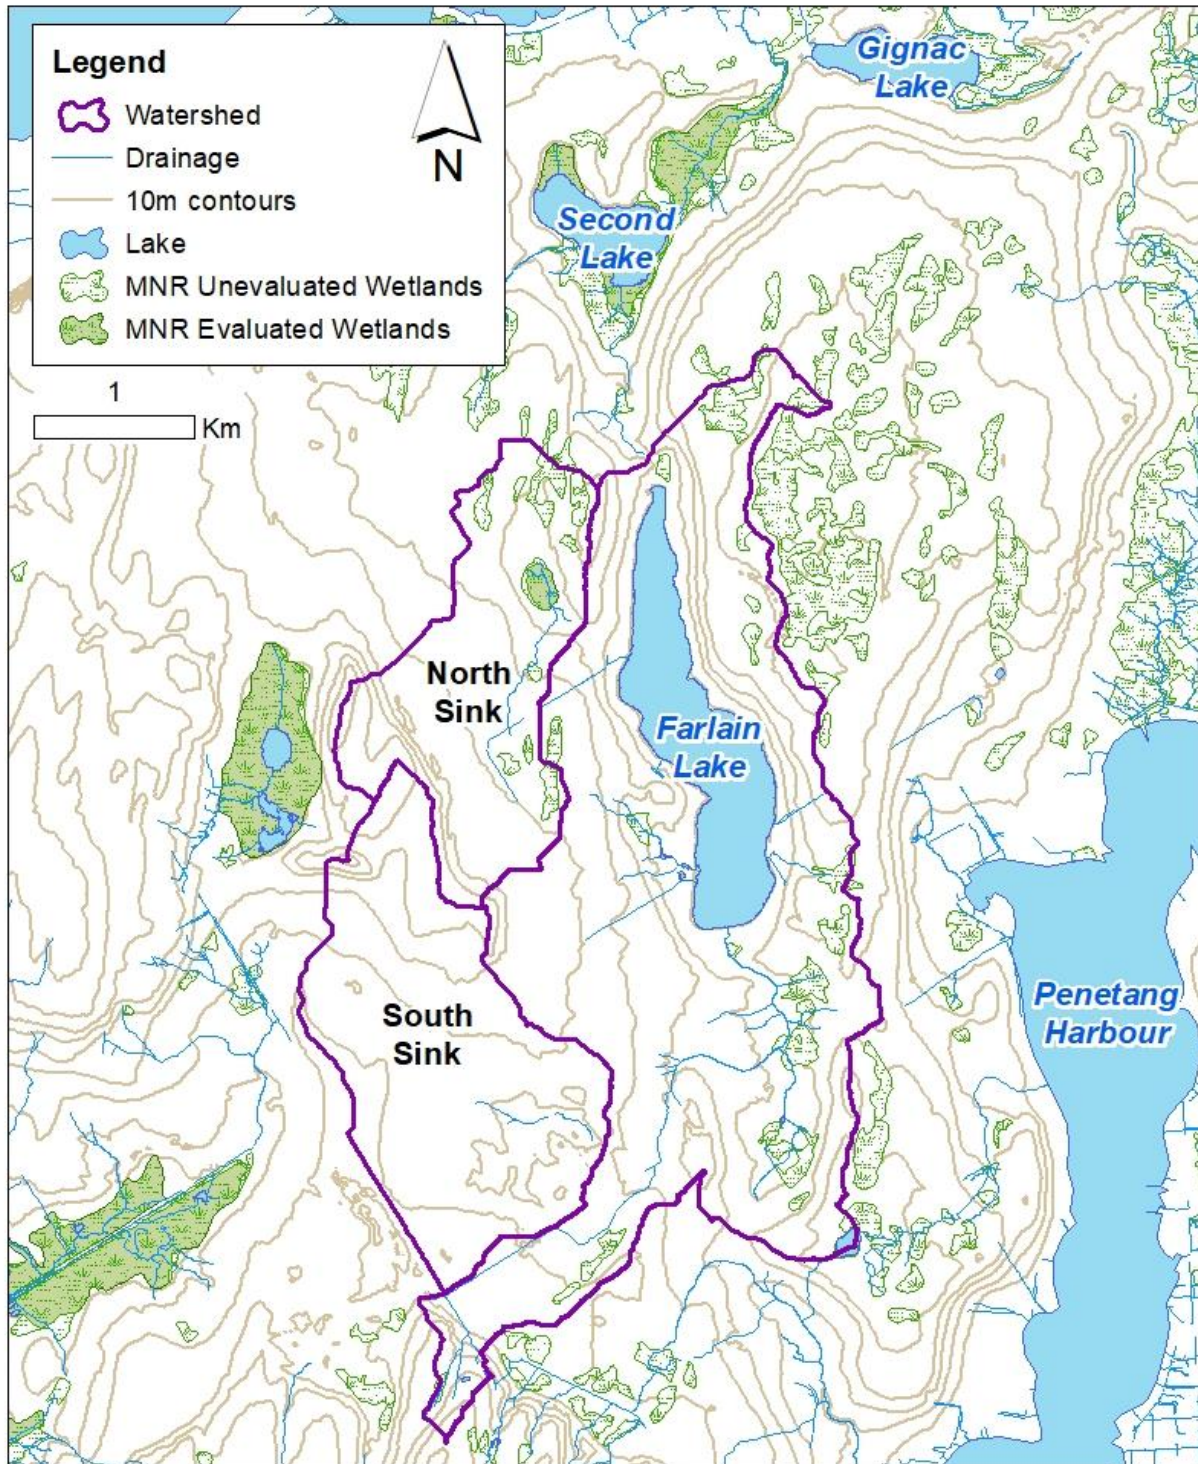 Legend
Watershed
Drainage
10m contours
Lake
MNR Unevaluated Wetlands
MNR Evaluated Wetlands
N
1
Km
Gignac
Lake
Second
Lake
North
Sink
Farlain
Lake
South
Sink
Penetang
Harbour